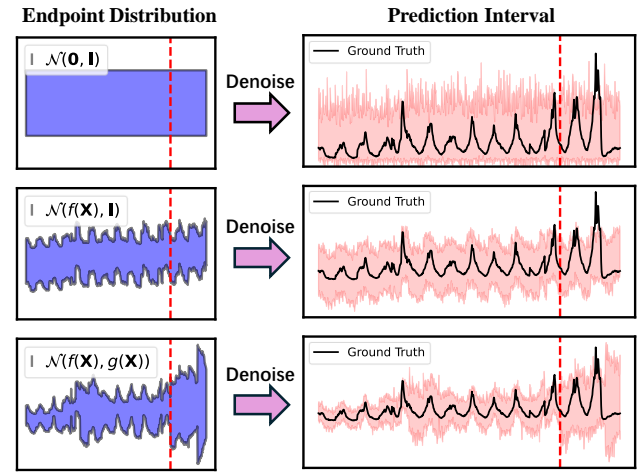 Endpoint Distribution
Prediction Interval
𝒩(𝟎, 𝐈)
Denoise
Ground Truth
𝒩(f(𝐗), 𝐈)
Denoise
Ground Truth
𝒩(f(𝐗), g(𝐗))
Denoise
Ground Truth